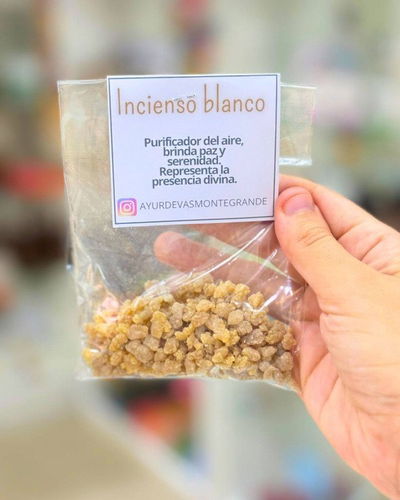 Incienso blanco
Purificador del aire,
brinda paz y
serenidad.
Representa la
presencia divina.
AYURDEVASMONTEGRANDE